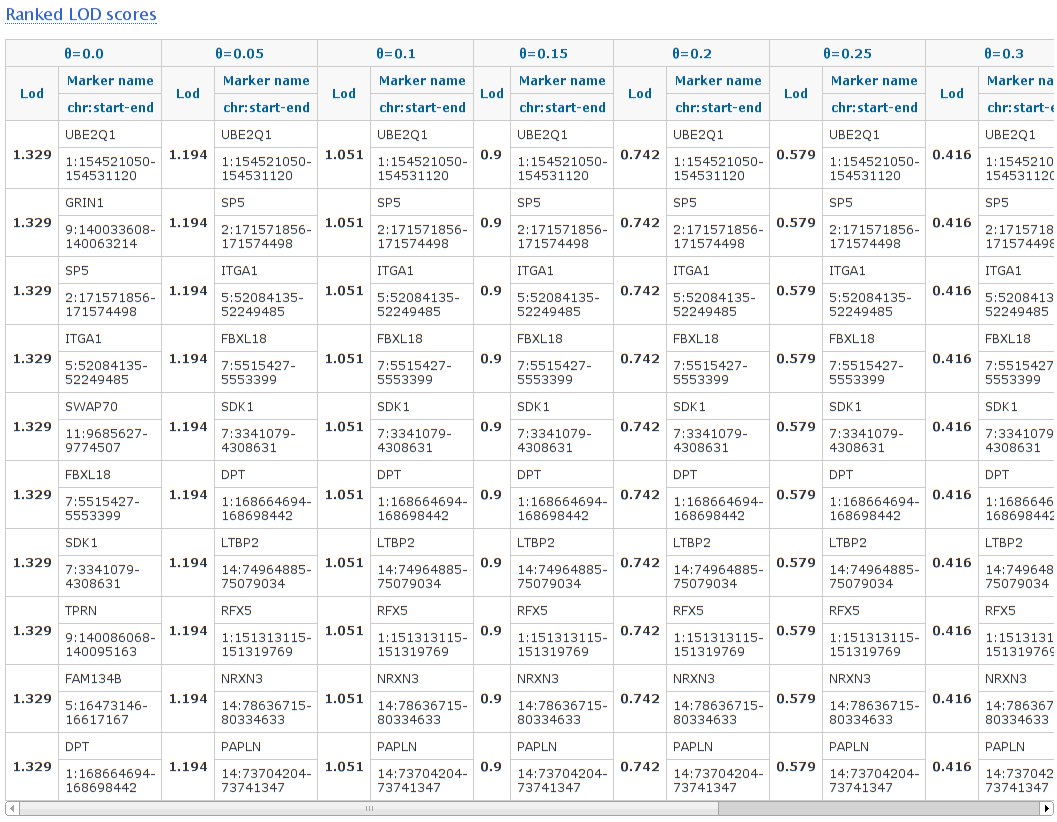 Ranked LOD scores
θ=0.0 θ=0.05 θ=0.1 θ=0.15 θ=0.2 θ=0.25 θ=0.3
Marker name Marker name Marker name Marker name Marker name Marker name Marker na
Lod Lod Lod Lod Lod Lod Lod
chr:start-end chr:start-end chr:start-end chr:start-end chr:start-end chr:start-end chr:start-e
UBE2Q1 UBE2Q1 UBE2Q1 UBE2Q1 UBE2Q1 UBE2Q1 UBE2Q1
1.329 1.194 1.051 0.9 0.742 0.579 0.416
1:154521050- 1:154521050- 1:154521050- 1:154521050- 1:154521050- 1:154521050- 1:1545210
154531120 154531120 154531120 154531120 154531120 154531120 154531120
GRIN1 SP5 SP5 SP5 SP5 SP5 SP5
1.329 1.194 1.051 0.9 0.742 0.579 0.416
9:140033608- 2:171571856- 2:171571856- 2:171571856- 2:171571856- 2:171571856- 2:1715718
140063214 171574498 171574498 171574498 171574498 171574498 171574498
SP5 ITGA1 ITGA1 ITGA1 ITGA1 ITGA1 ITGA1
1.329 1.194 1.051 0.9 0.742 0.579 0.416
2:171571856- 5:52084135- 5:52084135- 5:52084135- 5:52084135- 5:52084135- 5:5208413
171574498 52249485 52249485 52249485 52249485 52249485 52249485
ITGA1 FBXL18 FBXL18 FBXL18 FBXL18 FBXL18 FBXL18
1.329 1.194 1.051 0.9 0.742 0.579 0.416
5:52084135- 7:5515427- 7:5515427- 7:5515427- 7:5515427- 7:5515427- 7:5515427
52249485 5553399 5553399 5553399 5553399 5553399 5553399
SWAP70 SDK1 SDK1 SDK1 SDK1 SDK1 SDK1
1.329 1.194 1.051 0.9 0.742 0.579 0.416
11:9685627- 7:3341079- 7:3341079- 7:3341079- 7:3341079- 7:3341079- 7:3341079
9774507 4308631 4308631 4308631 4308631 4308631 4308631
FBXL18 DPT DPT DPT DPT DPT DPT
1.329 1.194 1.051 0.9 0.742 0.579 0.416
7:5515427- 1:168664694- 1:168664694- 1:168664694- 1:168664694- 1:168664694- 1:1686646
5553399 168698442 168698442 168698442 168698442 168698442 168698442
SDK1 LTBP2 LTBP2 LTBP2 LTBP2 LTBP2 LTBP2
1.329 1.194 1.051 0.9 0.742 0.579 0.416
7:3341079- 14:74964885- 14:74964885- 14:74964885- 14:74964885- 14:74964885- 14:749648
4308631 75079034 75079034 75079034 75079034 75079034 75079034
TPRN RFX5 RFX5 RFX5 RFX5 RFX5 RFX5
1.329 1.194 1.051 0.9 0.742 0.579 0.416
9:140086068- 1:151313115- 1:151313115- 1:151313115- 1:151313115- 1:151313115- 1:1513131
140095163 151319769 151319769 151319769 151319769 151319769 151319769
FAM134B NRXN3 NRXN3 NRXN3 NRXN3 NRXN3 NRXN3
1.329 1.194 1.051 0.9 0.742 0.579 0.416
5:16473146- 14:78636715- 14:78636715- 14:78636715- 14:78636715- 14:78636715- 14:786367
16617167 80334633 80334633 80334633 80334633 80334633 80334633
DPT PAPLN PAPLN PAPLN PAPLN PAPLN PAPLN
1.329 1.194 1.051 0.9 0.742 0.579 0.416
1:168664694- 14:73704204- 14:73704204- 14:73704204- 14:73704204- 14:73704204- 14:737042
168698442 73741347 73741347 73741347 73741347 73741347 73741347